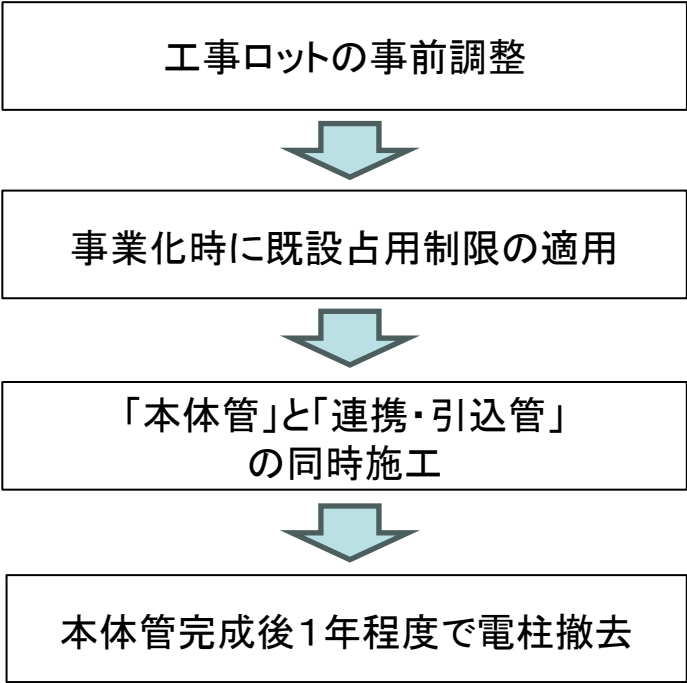 工事ロットの事前調整
事業化時に既設占用制限の適用
「本体管」と「連携・引込管」
の同時施工
本体管完成後１年程度で電柱撤去